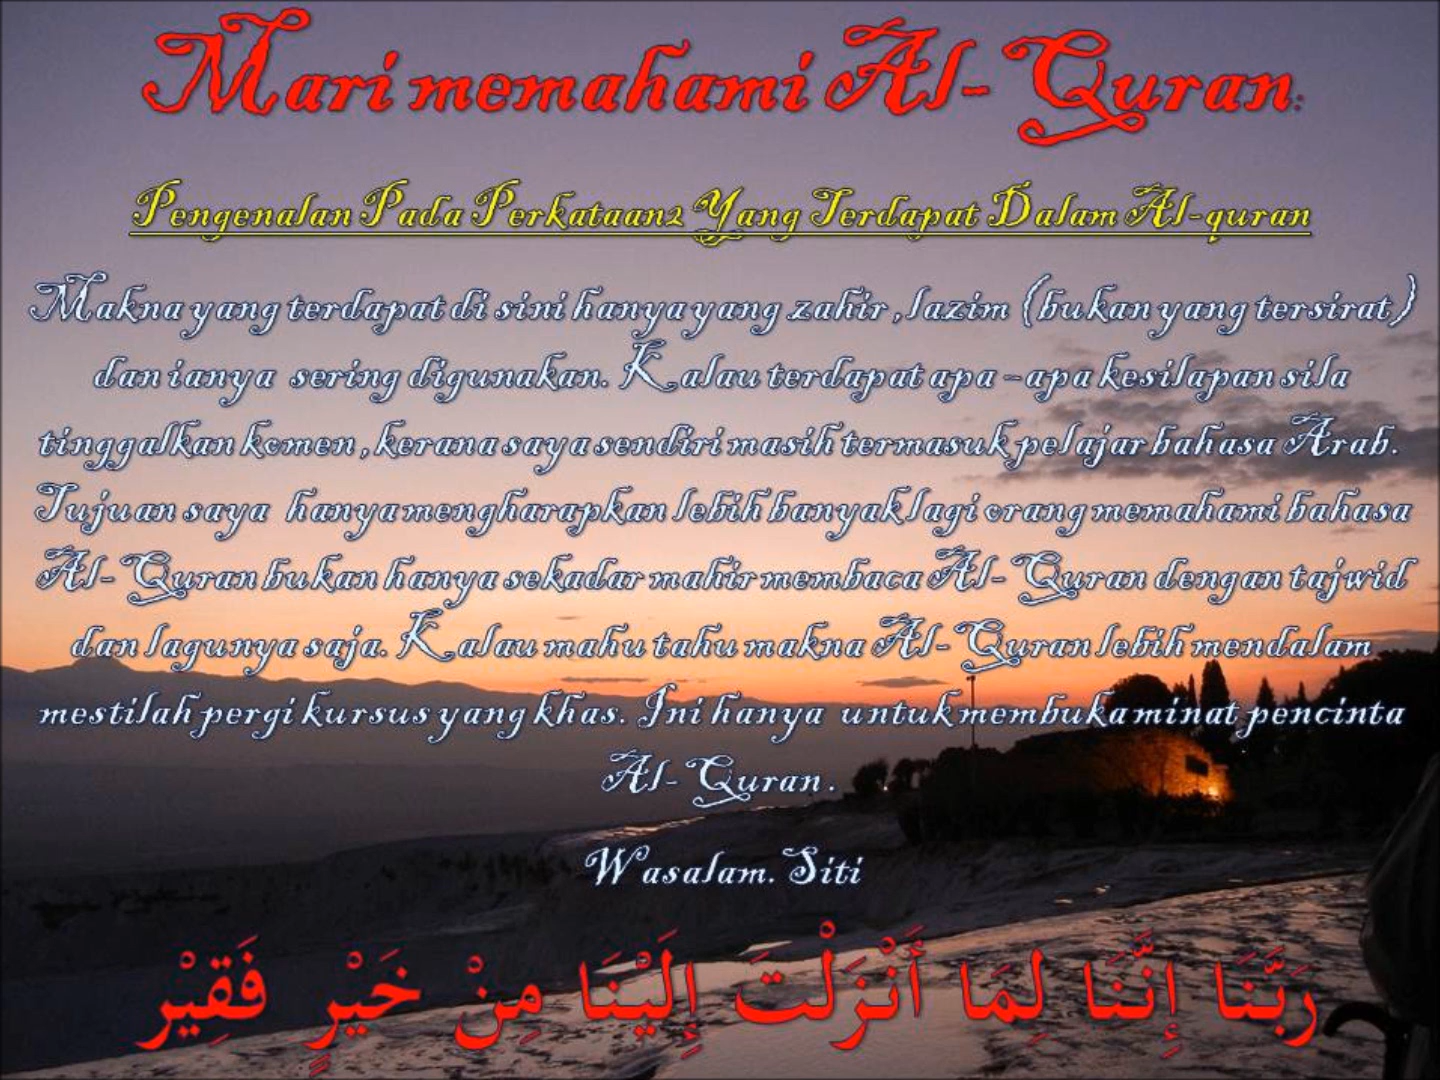 Mari memahami Al-Quran:
Pengenalan Pada Perkataan2 Yang Terdapat Dalam Al-quran
Makna yang terdapat di sini hanya yang zahir , lazim (bukan yang tersirat)
dan ianya sering digunakan. Kalau terdapat apa –apa kesilapan sila
tinggalkan komen , kerana saya sendiri masih termasuk pelajar bahasa Arab.
Tujuan saya hanya mengharapkan lebih banyak lagi orang memahami bahasa
Al-Quran bukan hanya sekadar mahir membaca Al-Quran dengan tajwid
dan lagunya saja. Kalau mahu tahu makna Al-Quran lebih mendalam
mestilah pergi kursus yang khas. Ini hanya untuk membuka minat pencinta
Al-Quran .
Wasalam. Siti
رَبَّنَا إِنَّنَا لِمَا أَنْزَلْتَ إِلَيْنَا مِنْ خَيْرٍ فَقِيْر